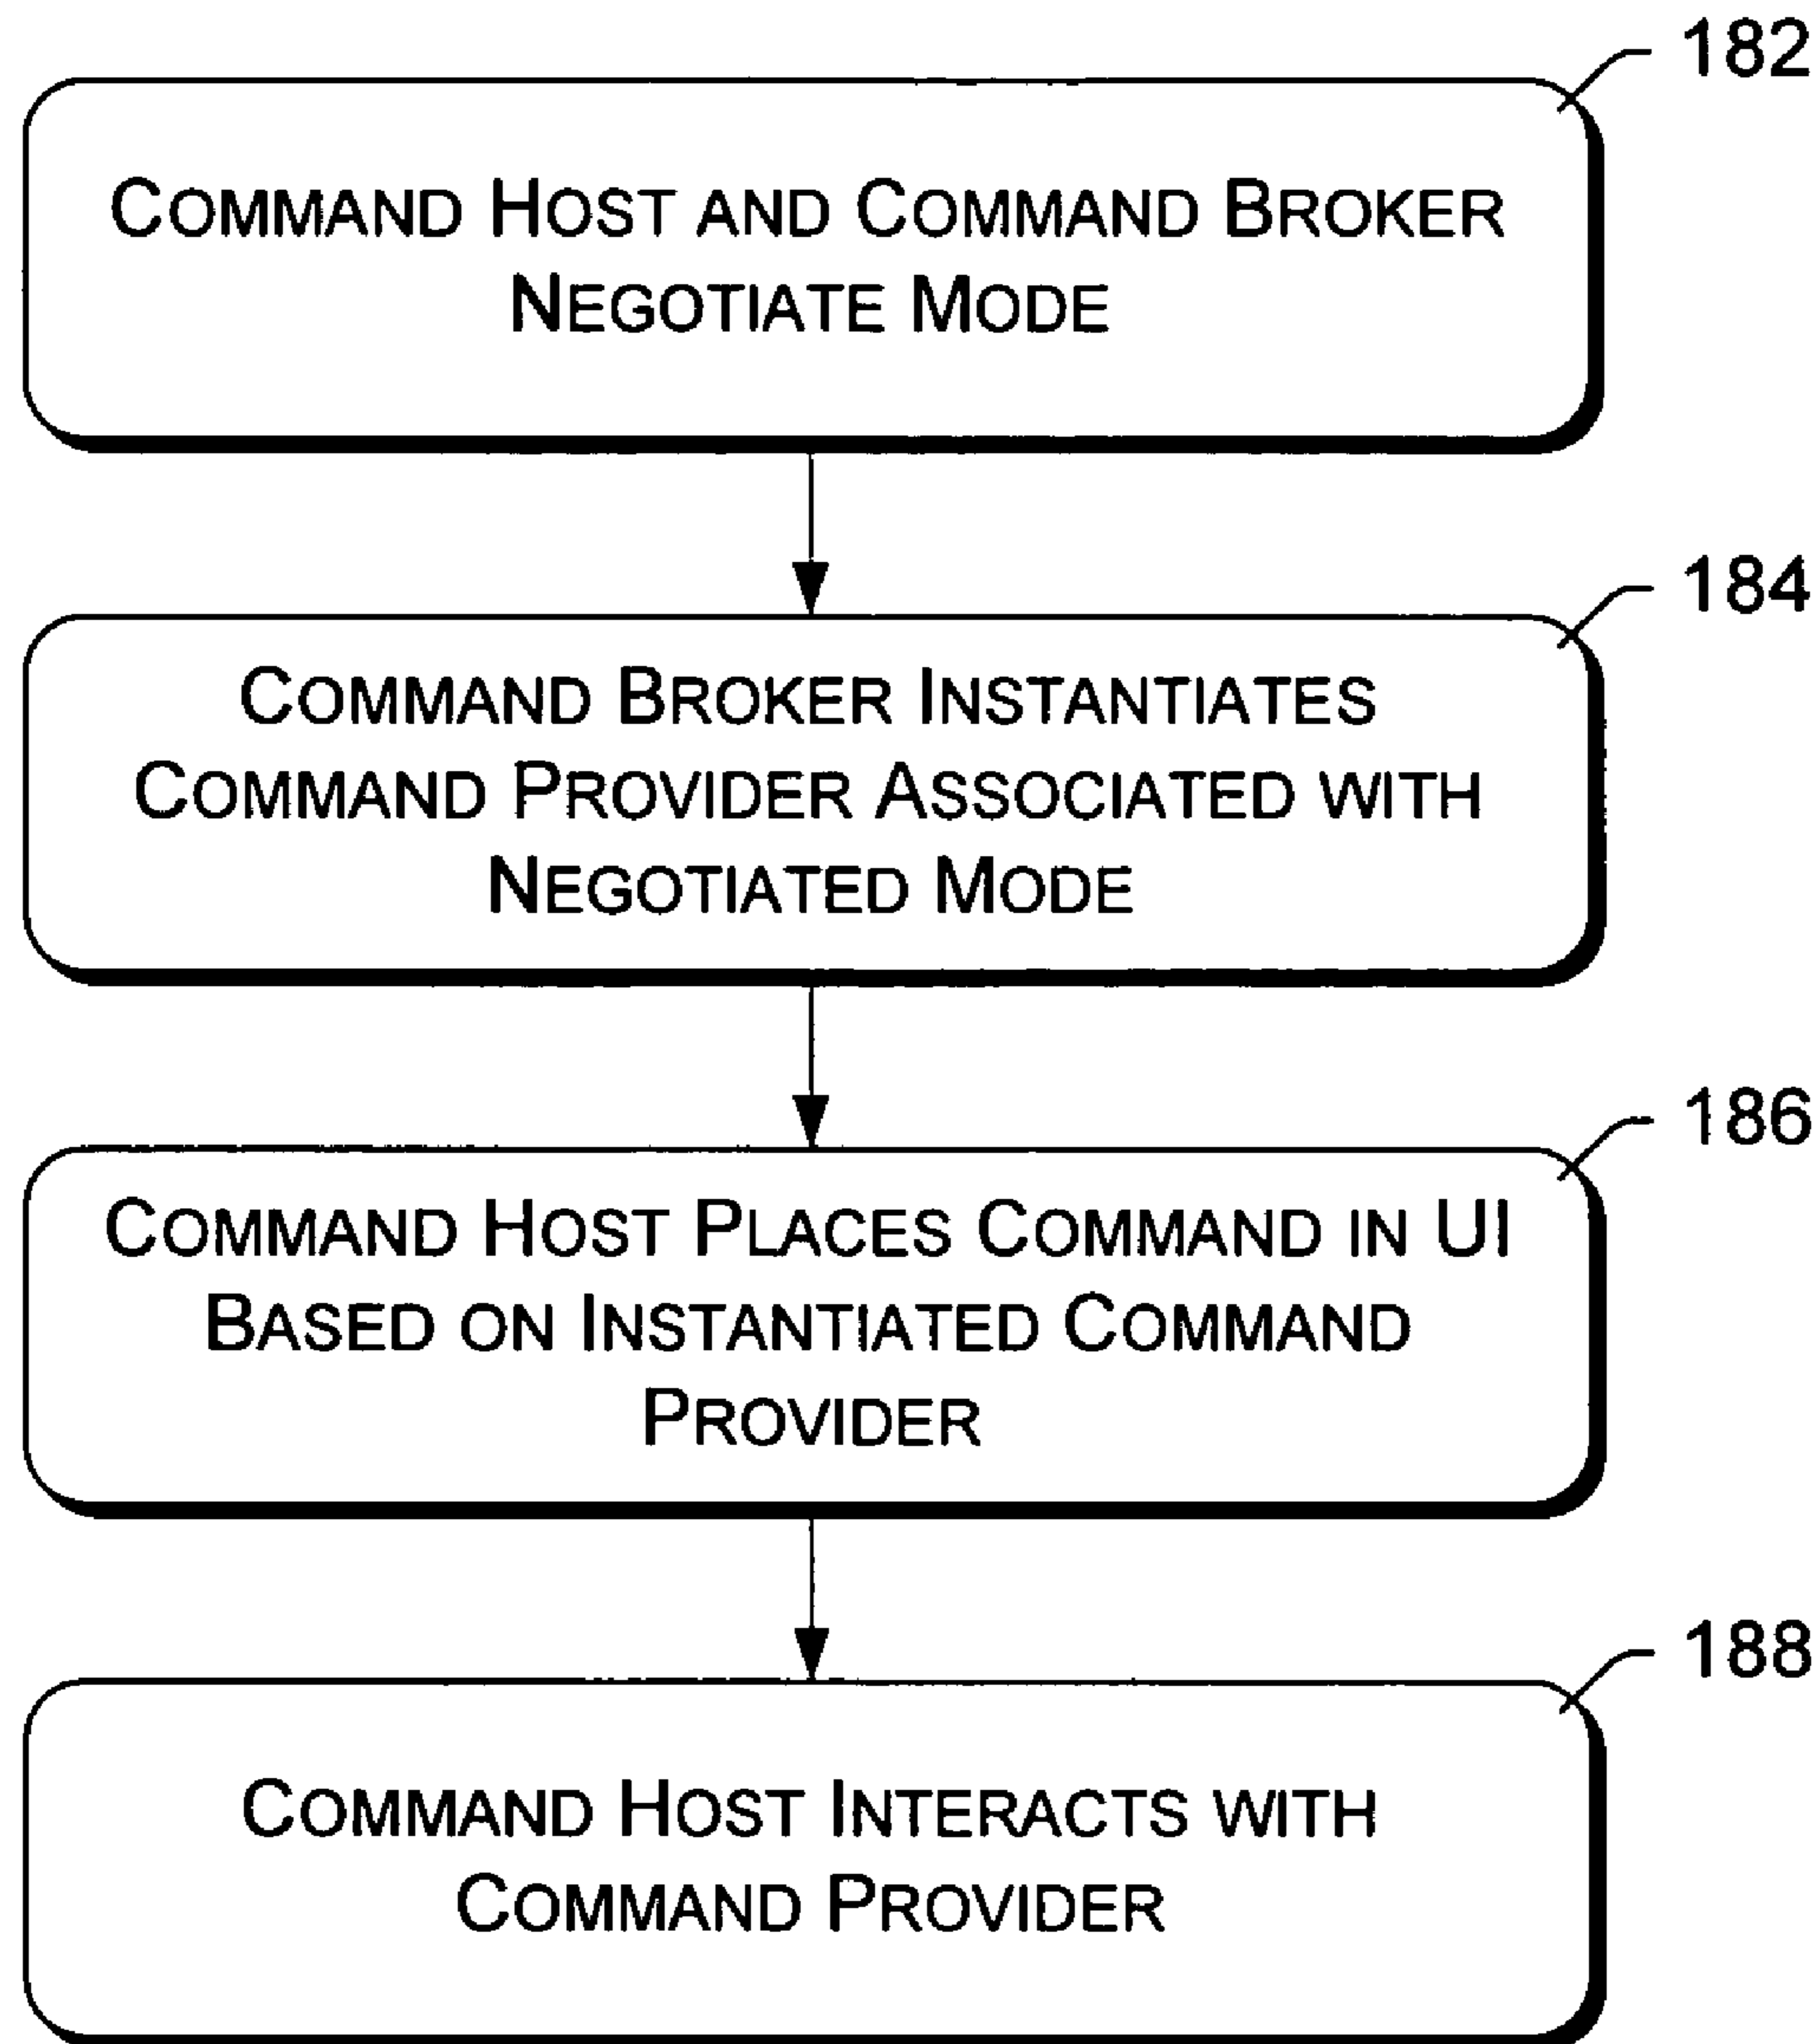 182
COMMAND HOST AND COMMAND BROKER
NEGOTIATE MODE
184
COMMAND BROKER INSTANTIATES
COMMAND PROVIDER ASSOCIATED WITH
NEGOTIATED MODE
186
COMMAND HOST PLACES COMMAND IN UI
BASED ON INSTANTIATED COMMAND
PROVIDER
188
COMMAND HOST INTERACTS WITH
COMMAND PROVIDER